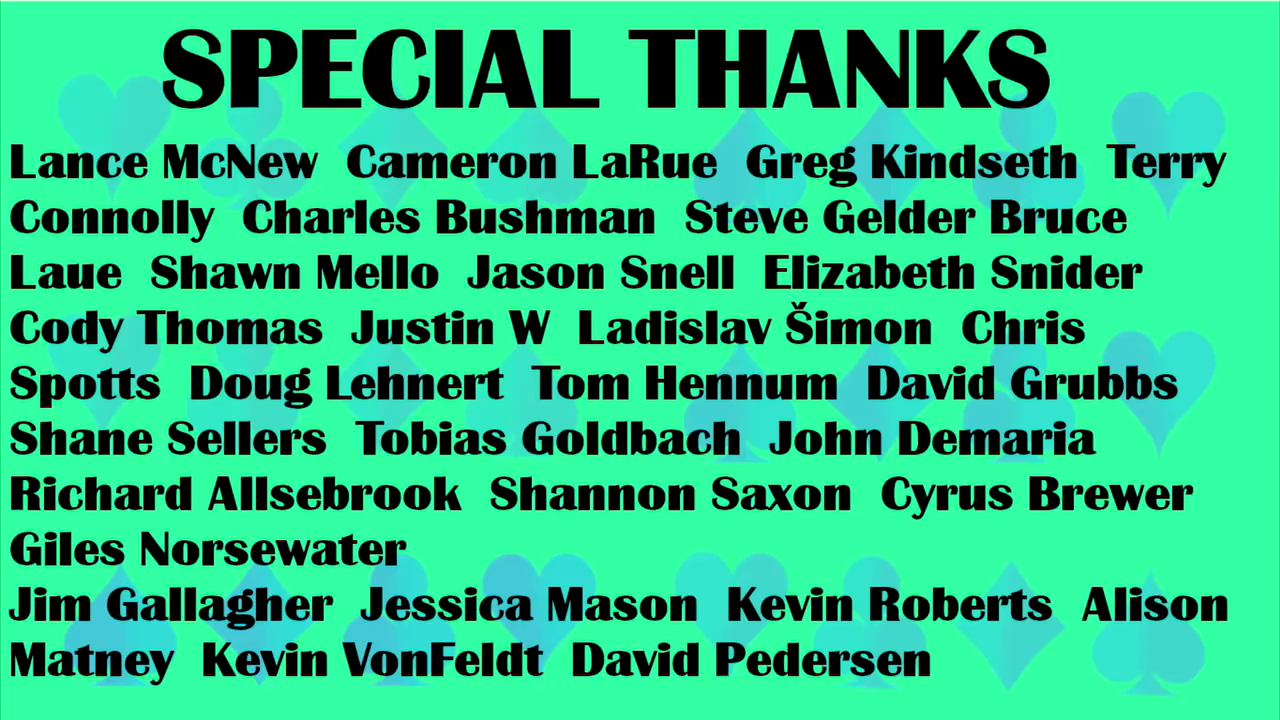 SPECIAL THANKS
Lance McNew Cameron LaRue Greg Kindseth Terry
Connolly Charles Bushman Steve Gelder Bruce
Laue Shawn Mello Jason Snell Elizabeth Snider
Cody Thomas Justin W Ladislav Šimon Chris
Spotts Doug Lehnert Tom Hennum David Grubbs
Shane Sellers Tobias Goldbach John Demaria
Richard Allsebrook Shannon Saxon Cyrus Brewer
Giles Norsewater
Jim Gallagher Jessica Mason Kevin Roberts Alison
Matney Kevin VonFeldt David Pedersen